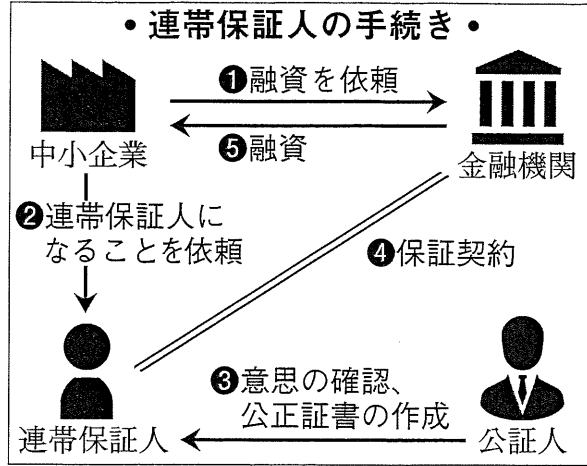 ・連帯保証人の手続き・
❶融資を依頼
❺融資
中小企業
金融機関
❷連帯保証人に
なることを依頼
❹保証契約
❸意思の確認、
公正証書の作成
連帯保証人
公証人